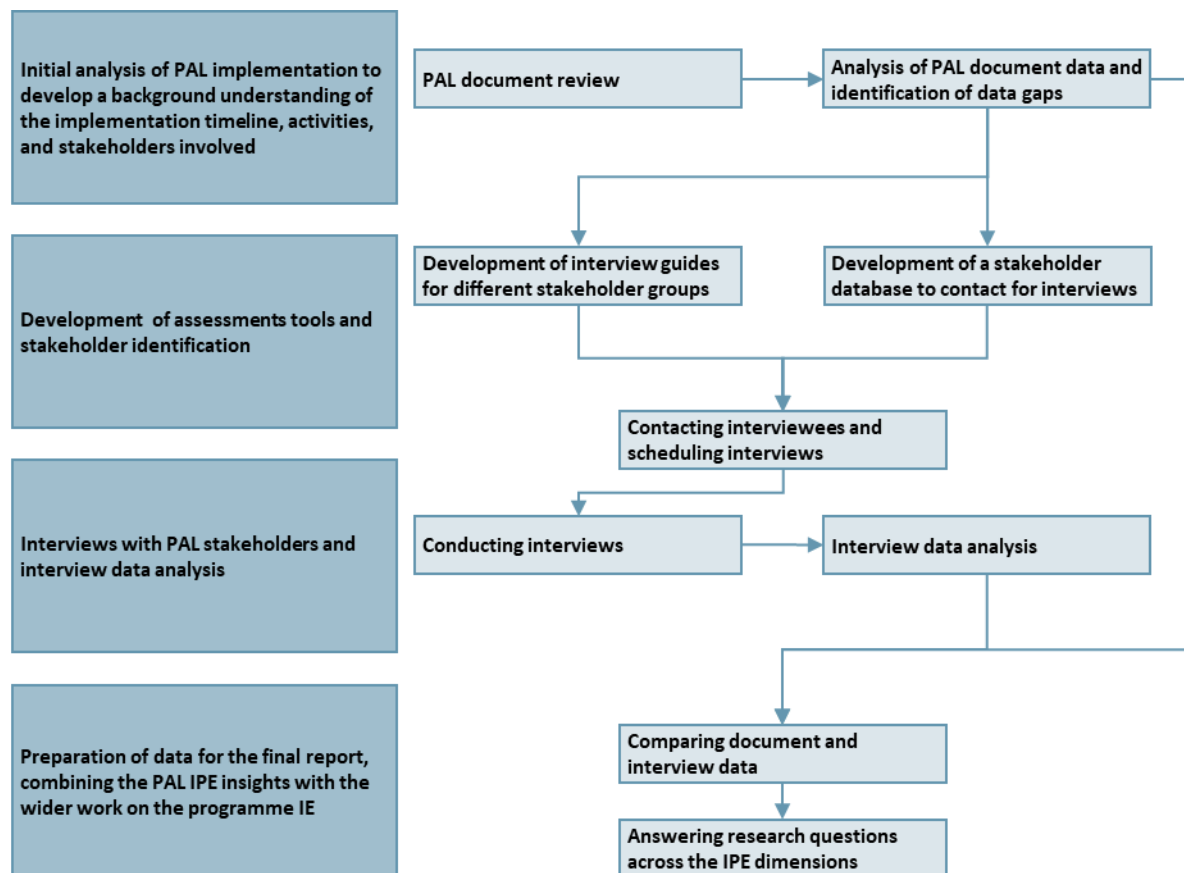 Initial analysis of PAL implementation to
develop a background understanding of
the implementation timeline, activities,
and stakeholders involved
PAL document review
Analysis of PAL document data and
identification of data gaps
Development  of assessments tools and
stakeholder identification
Development of interview guides
for different stakeholder groups
Development of a stakeholder
database to contact for interviews
Contacting interviewees and
scheduling interviews
Interviews with PAL stakeholders and
interview data analysis
Conducting interviews
Interview data analysis
Preparation of data for the final report,
combining the PAL IPE insights with the
wider work on the programme IE
Comparing document and
interview data
Answering research questions
across the IPE dimensions